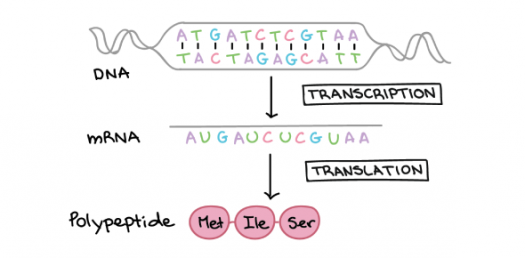 ATGATCTCGTAA
TACTAGAGCATT
DNA
TRANSCRIPTION
mRNA
AUGAUCUCGUAA
TRANSLATION
Polypeptide Met Ile Ser